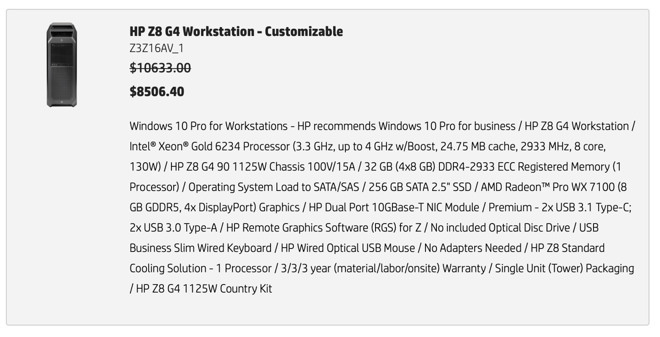 HP Z8 G4 Workstation - Customizable
Z3Z16AV_1
$10633.00
$8506.40
Windows 10 Pro for Workstations - HP recommends Windows 10 Pro for business / HP Z8 G4 Workstation /
Intel® Xeon® Gold 6234 Processor (3.3 GHz, up to 4 GHz w/Boost, 24.75 MB cache, 2933 MHz, 8 core,
130W) / HP Z8 G4 90 1125W Chassis 100V/15A / 32 GB (4x8 GB) DDR4-2933 ECC Registered Memory (1
Processor) / Operating System Load to SATA/SAS / 256 GB SATA 2.5" SSD / AMD Radeon™ Pro WX 7100 (8
GB GDDR5, 4x DisplayPort) Graphics / HP Dual Port 10GBase-T NIC Module / Premium - 2x USB 3.1 Type-C;
2x USB 3.0 Type-A / HP Remote Graphics Software (RGS) for Z / No included Optical Disc Drive / USB
Business Slim Wired Keyboard / HP Wired Optical USB Mouse / No Adapters Needed / HP Z8 Standard
Cooling Solution - 1 Processor / 3/3/3 year (material/labor/onsite) Warranty / Single Unit (Tower) Packaging
/ HP Z8 G4 1125W Country Kit